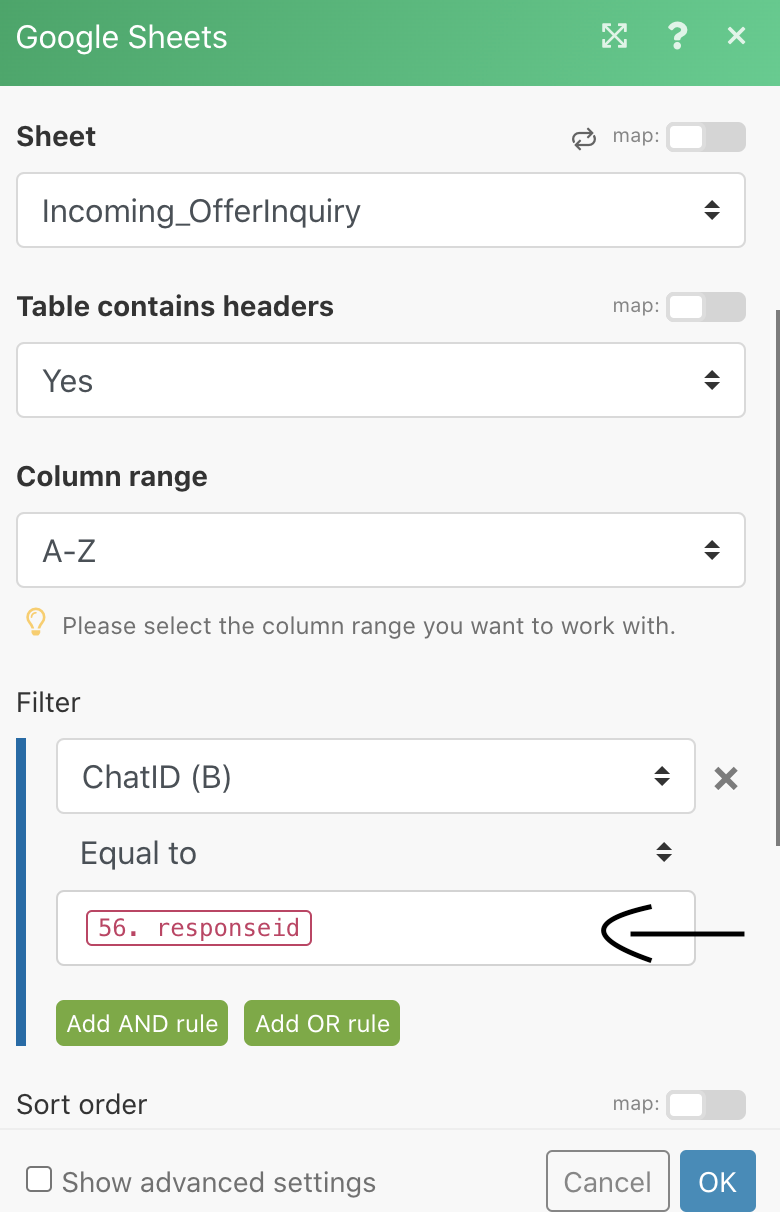 Google Sheets ?
Sheet map:
Incoming_OfferInquiry
Table contains headers map:
Yes
Column range
A-Z
Please select the column range you want to work with.
Filter
ChatID (B)
Equal to
56. responseid
Add AND rule Add OR rule
Sort order map:
Show advanced settings Cancel OK